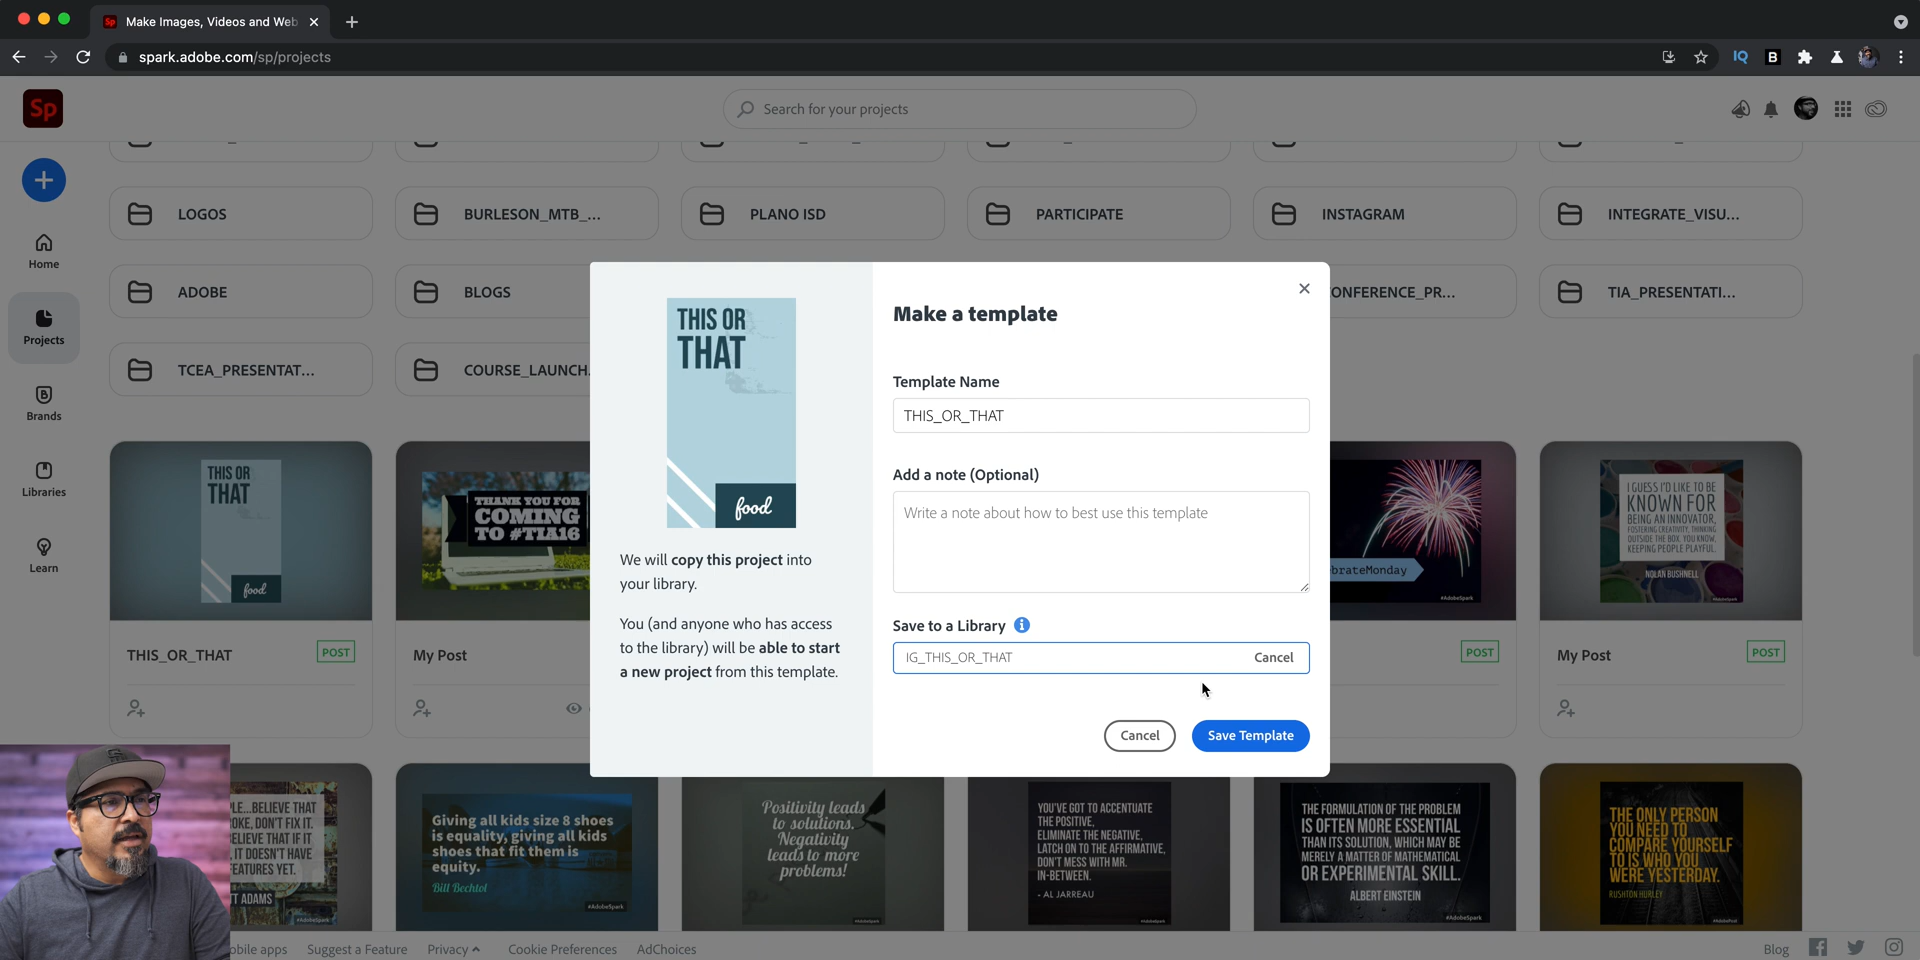 Sp
Make Images, Videos and Web
spark.adobe.com/sp/projects
IQ
B
Sp
Search for your projects
LOGOS
BURLESON_MTB_...
PLANO ISD
PARTICIPATE
INSTAGRAM
INTEGRATE_VISU...
Home
ADOBE
BLOGS
ONFERENCE_PR...
TIA_PRESENTATI...
Projects
TCEA_PRESENTAT...
COURSE_LAUNCH
Brands
Libraries
Learn
THIS OR
THAT
food
We will copy this project into
your library.
You (and anyone who has access
to the library) will be able to start
a new project from this template.
Make a template
Template Name
THIS_OR_THAT
Add a note (Optional)
Write a note about how to best use this template
Save to a Library
IG_THIS_OR_THAT
Cancel
Cancel
Save Template
THIS OR
THAT
food
THIS_OR_THAT
POST
THANK YOU FOR
COMING
TO #TIA16
My Post
brateMonday
#AdobeSpark
POST
I GUESS I'D LIKE TO BE
KNOWN FOR
BEING AN INNOVATOR,
FOSTERING CREATIVITY, THINKING
OUTSIDE THE BOX. YOU KNOW,
KEEPING PEOPLE PLAYFUL.
NOLAN BUSHNELL
#AdobeSpark
My Post
POST
LE...BELIEVE THAT
OKE, DON'T FIX IT.
ELIEVE THAT IF IT
IT DOESN'T HAVE
EATURES YET.
TT ADAMS
#AdobeSpark
Giving all kids size 8 shoes
is equality, giving all kids
shoes that fit them is
equity.
Bill Bechtol
#AdobeSpark
Positivity leads
to solutions.
Negativity
leads to more
problems!
#AdobeSpark
YOU'VE GOT TO ACCENTUATE
THE POSITIVE,
ELIMINATE THE NEGATIVE,
LATCH ON TO THE AFFIRMATIVE,
DON'T MESS WITH MR.
IN-BETWEEN.
- AL JARREAU
#AdobeSpark
THE FORMULATION OF THE PROBLEM
IS OFTEN MORE ESSENTIAL
THAN ITS SOLUTION, WHICH MAY BE
MERELY A MATTER OF MATHEMATICAL
OR EXPERIMENTAL SKILL.
ALBERT EINSTEIN
#AdobeSpark
THE ONLY PERSON
YOU NEED TO
COMPARE YOURSELF
TO IS WHO YOU
WERE YESTERDAY.
RUSHTON HURLEY
#AdobePost
obile apps
Suggest a Feature
Privacy
Cookie Preferences
AdChoices
Blog